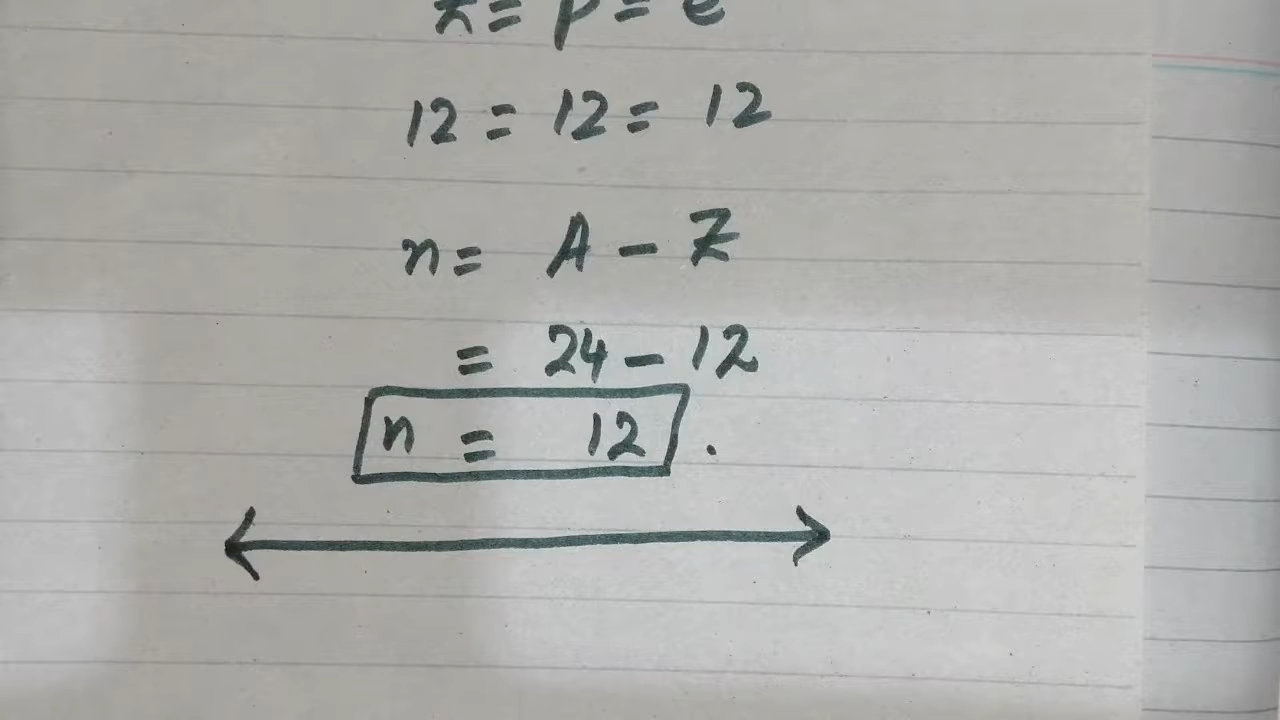 Z = p = e
12 = 12 = 12
n = A - Z
= 24 - 12
n = 12 .